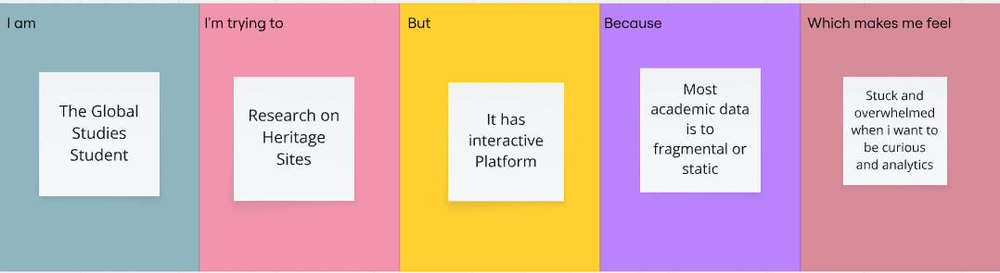 I am
The Global
Studies
Student
I'm trying to
Research on
Heritage
Sites
But
It has
interactive
Platform
Because
Most
academic data
is to
fragmental or
static
Which makes me feel
Stuck and
overwhelmed
when i want to
be curious
and analytics